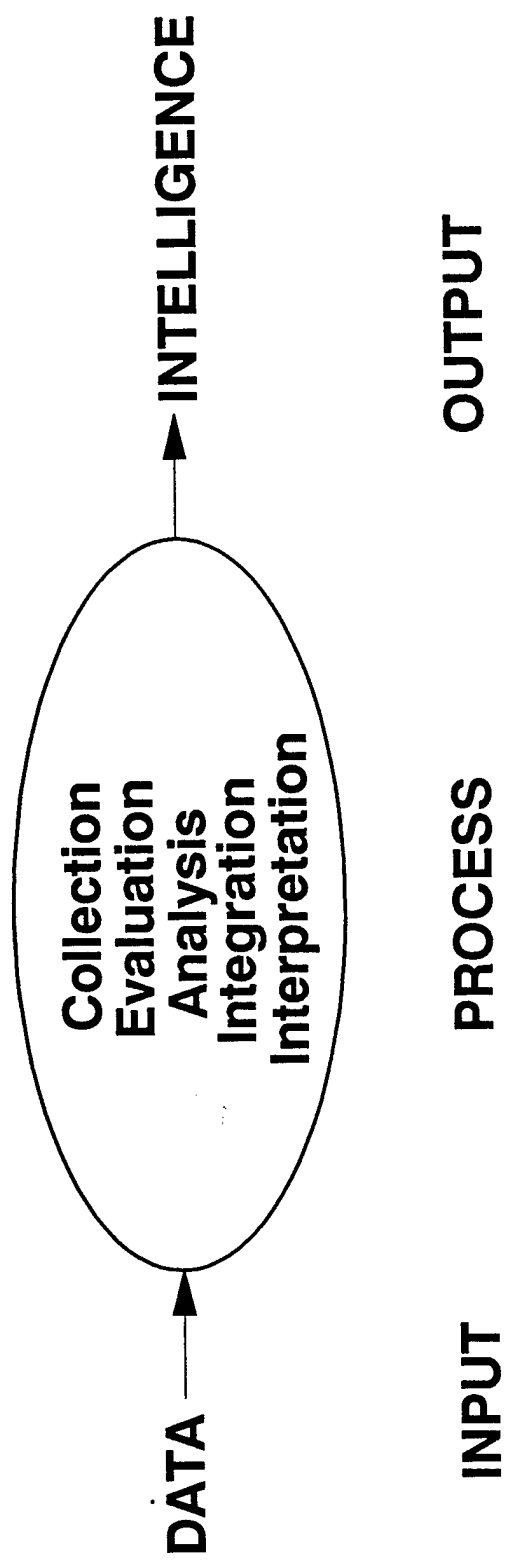 DATA
Collection
Evaluation
Analysis
Integration
Interpretation
INTELLIGENCE
INPUT
PROCESS
OUTPUT